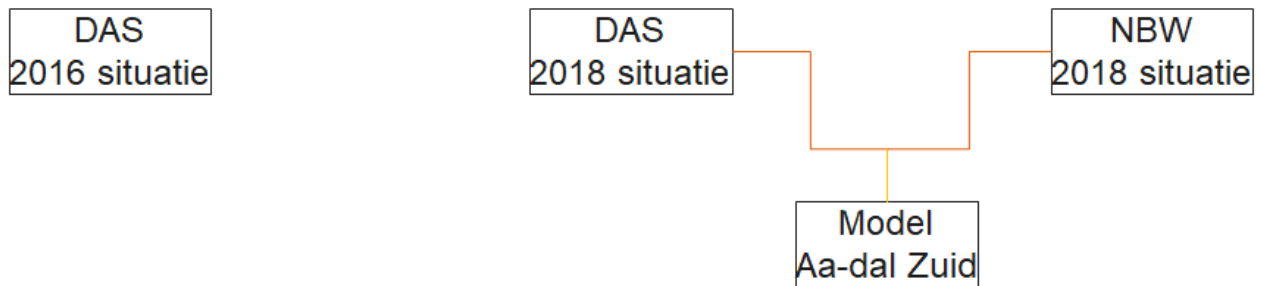 DAS
2016 situatie
DAS
2018 situatie
NBW
2018 situatie
Model
Aa-dal Zuid